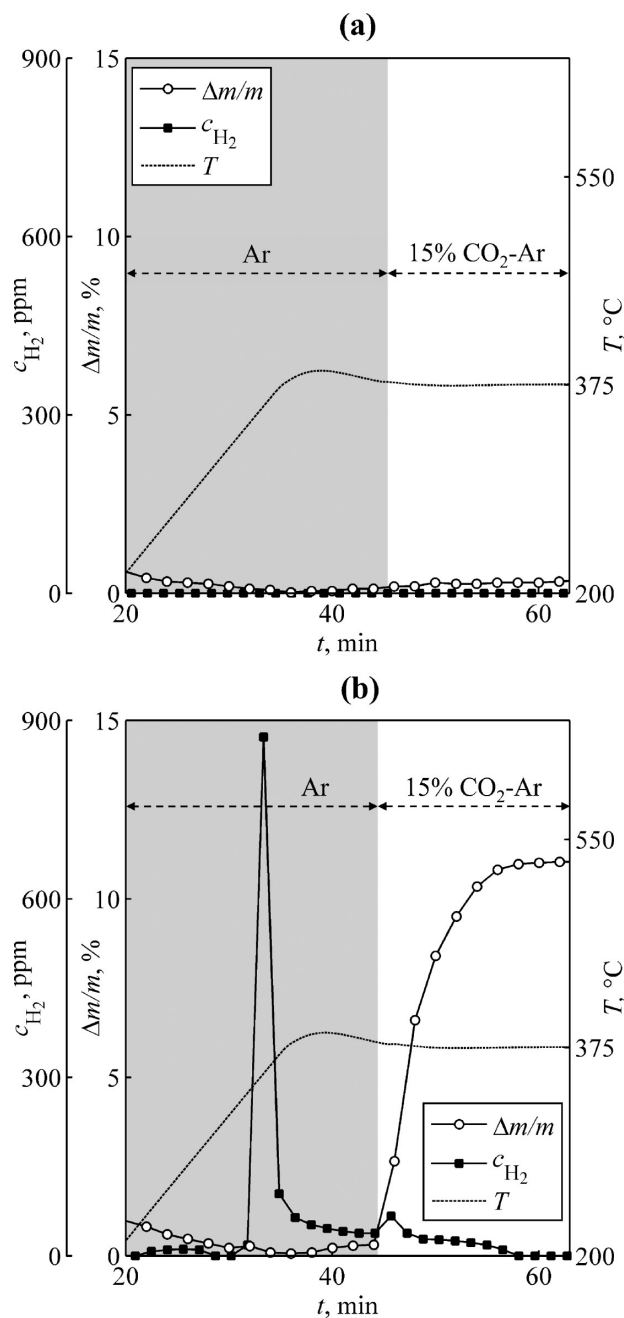 (a)
900
15
Δm/m
c_H2
T
550
600
10
Ar
15% CO2-Ar
c_H2, ppm
Δm/m, %
T, °C
300
5
375
0
0
200
20
40
60
t, min
(b)
900
15
Ar
15% CO2-Ar
550
600
10
c_H2, ppm
Δm/m, %
T, °C
300
5
375
Δm/m
c_H2
T
0
0
200
20
40
60
t, min